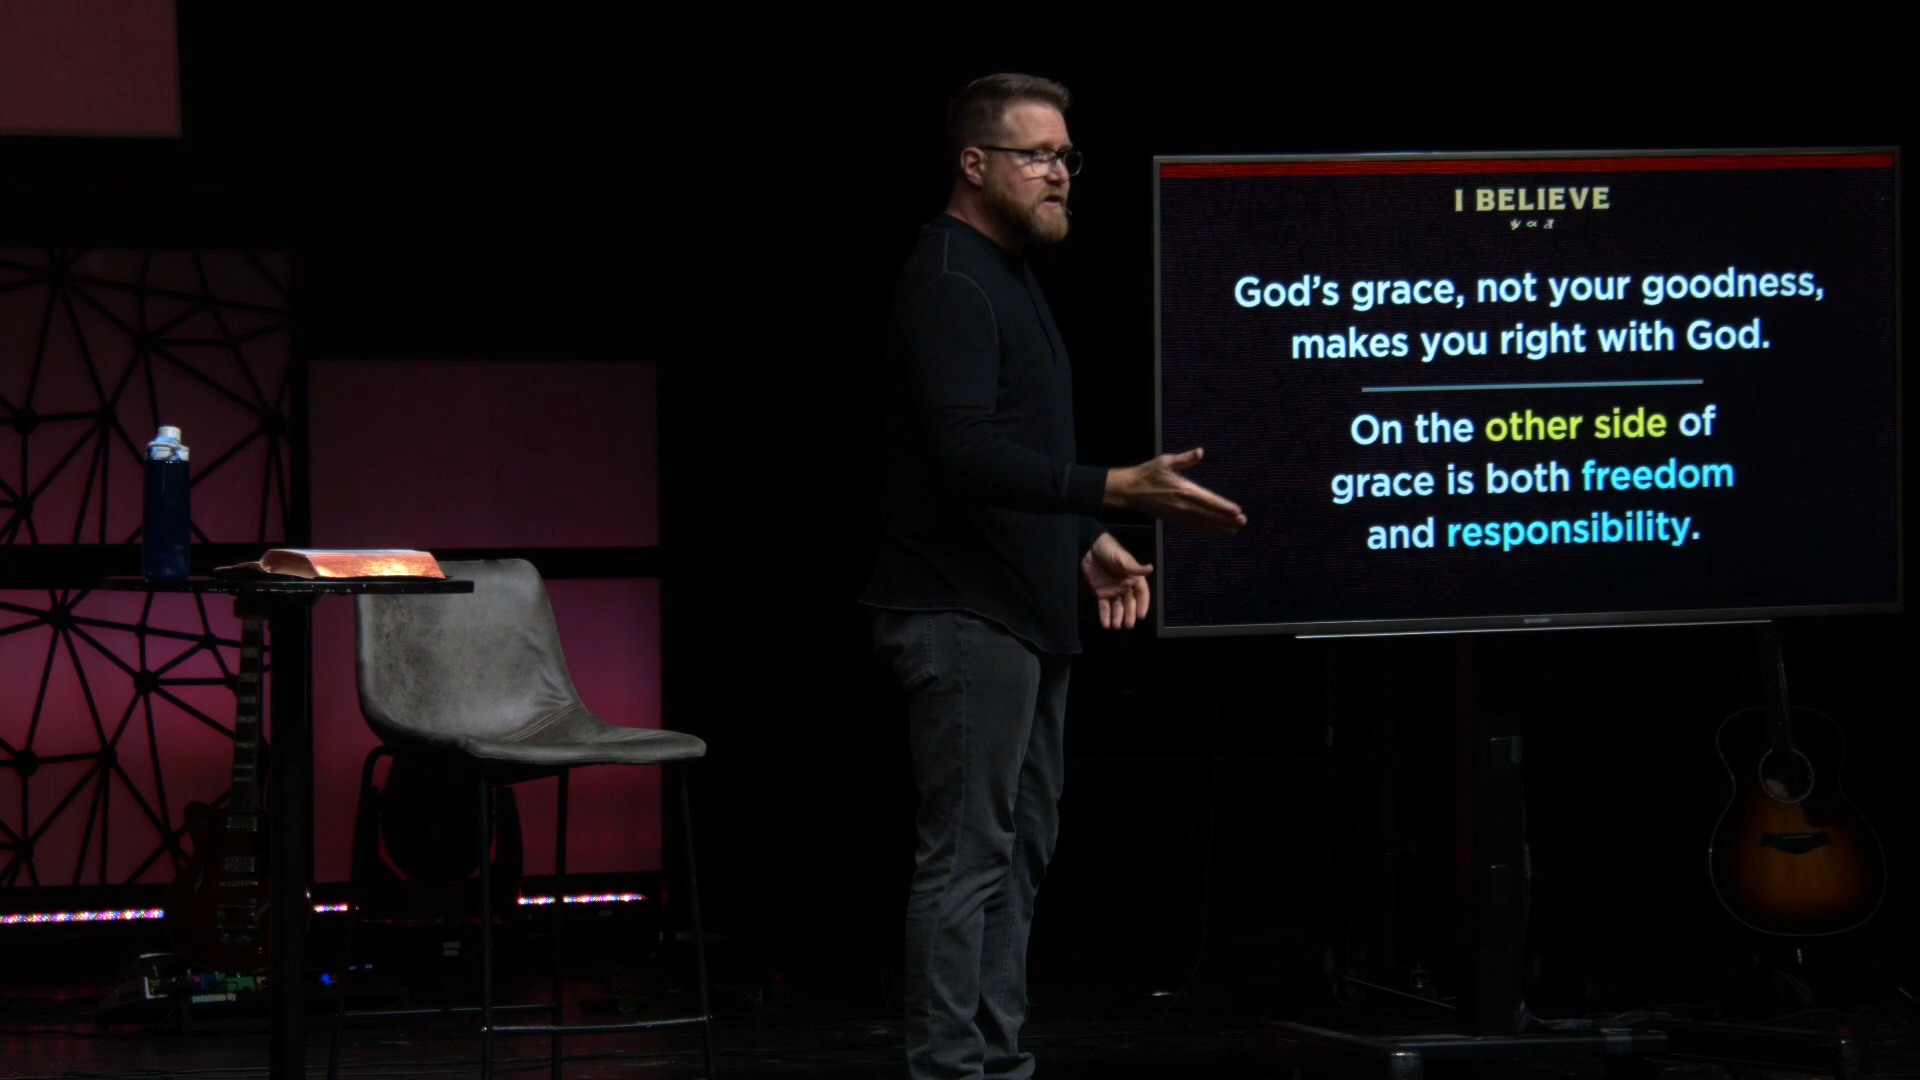 I BELIEVE
God's grace, not your goodness,
makes you right with God.
On the other side of
grace is both freedom
and responsibility.